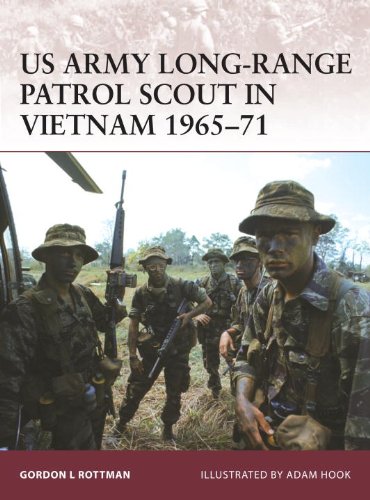 US ARMY LONG-RANGE
PATROL SCOUT IN
VIETNAM 1965–71
GORDON L ROTTMAN
ILLUSTRATED BY ADAM HOOK